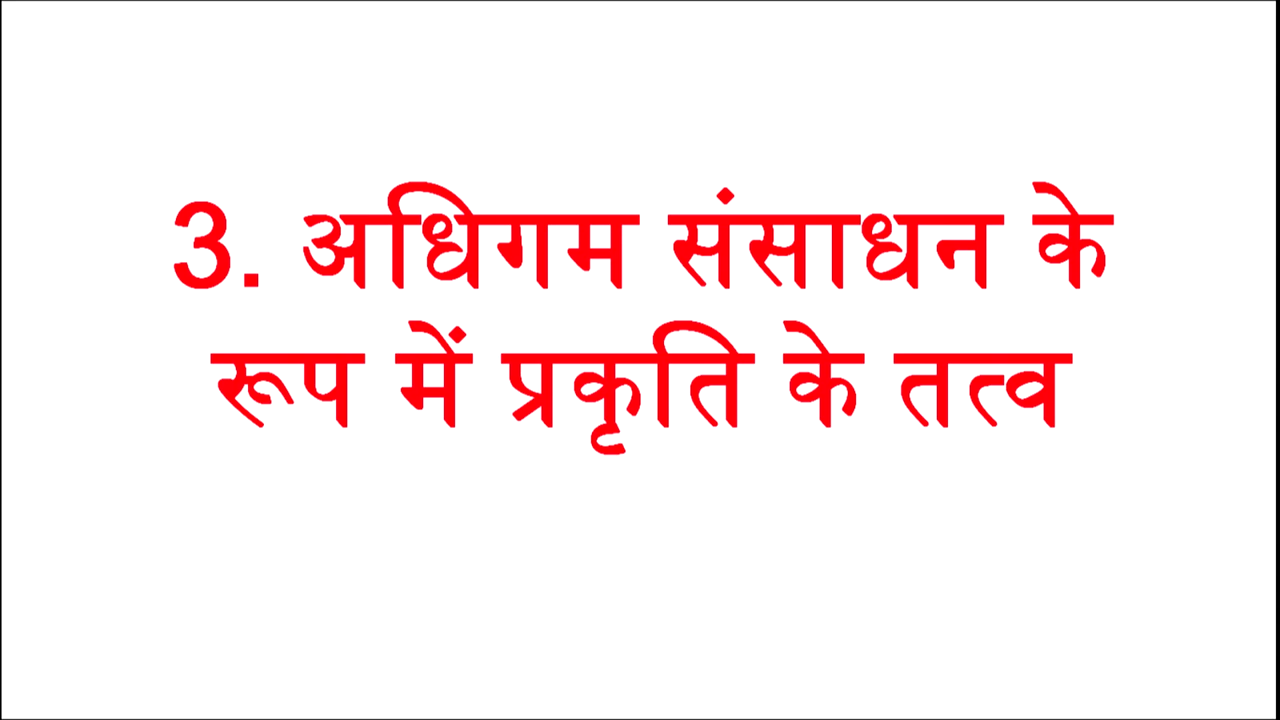 3. अधिगम संसाधन के
रूप में प्रकृति के तत्व